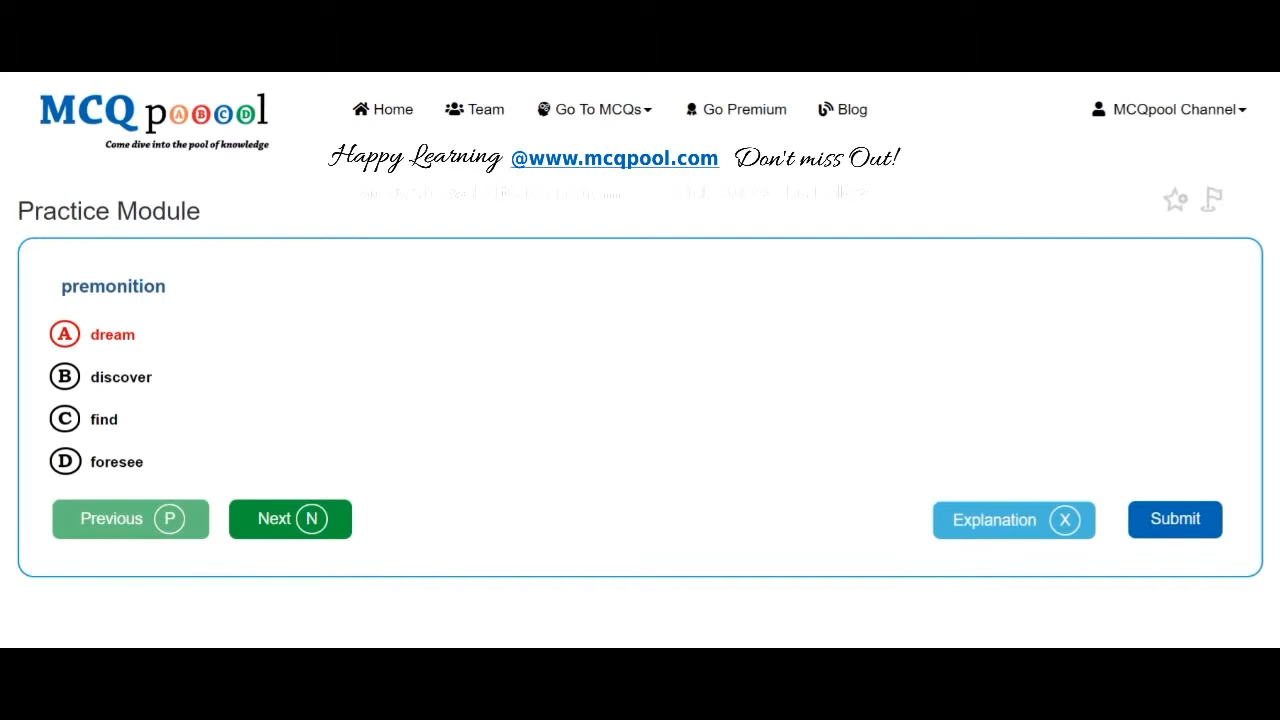 MCQ pooool
Come dive into the pool of knowledge
Home Team Go To MCQs Go Premium Blog MCQpool Channel
Happy Learning @www.mcqpool.com Don't miss Out!
Practice Module
premonition
A dream
B discover
C find
D foresee
Previous P Next N Explanation X Submit